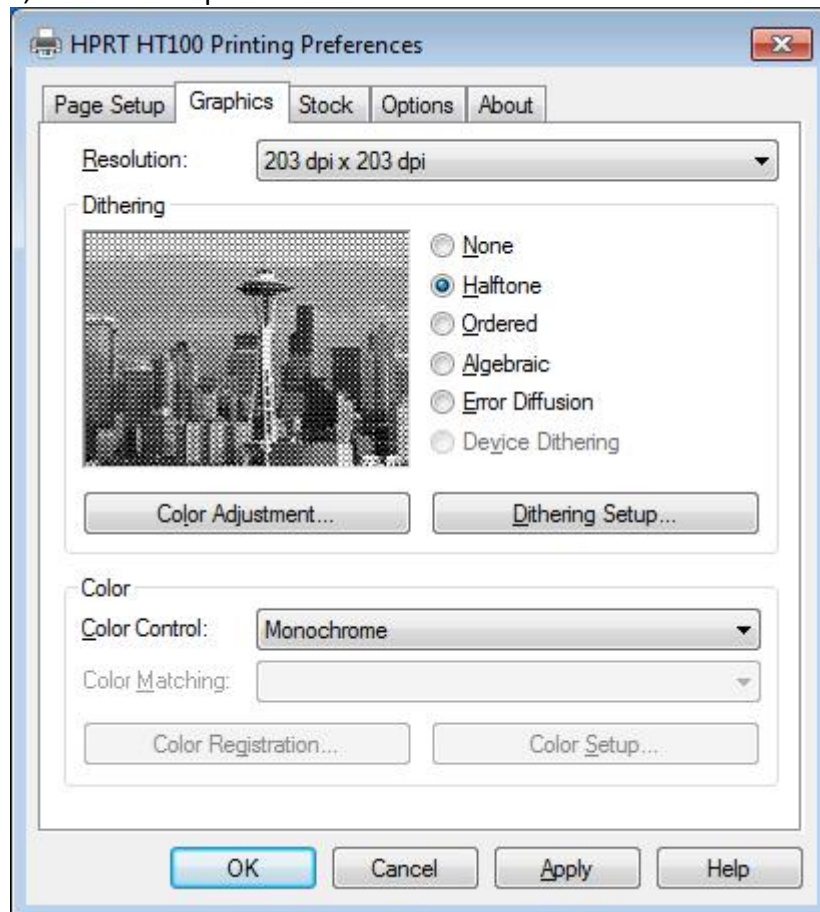 HPRT HT100 Printing Preferences
Page Setup Graphics Stock Options About
Resolution: 203 dpi x 203 dpi
Dithering
None
Halftone
Ordered
Algebraic
Error Diffusion
Device Dithering
Color Adjustment... Dithering Setup...
Color
Color Control: Monochrome
Color Matching:
Color Registration... Color Setup...
OK Cancel Apply Help